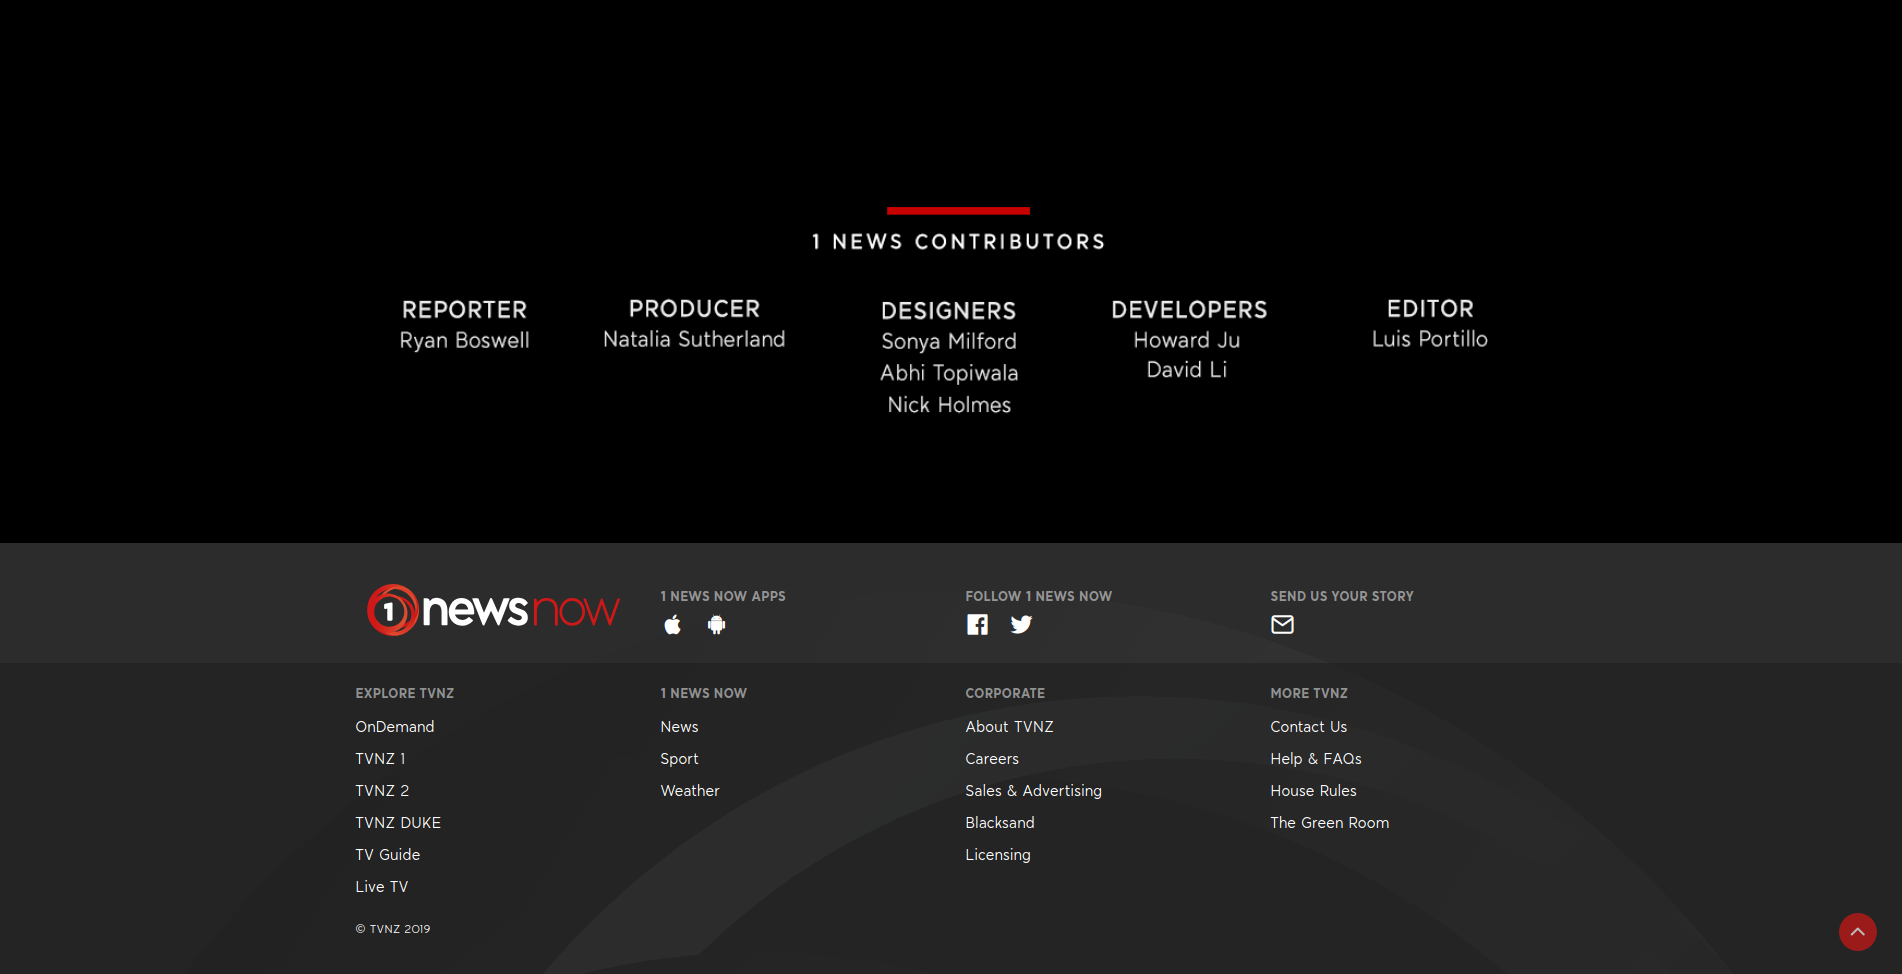 1 NEWS CONTRIBUTORS
REPORTER
Ryan Boswell
PRODUCER
Natalia Sutherland
DESIGNERS
Sonya Milford
Abhi Topiwala
Nick Holmes
DEVELOPERS
Howard Ju
David Li
EDITOR
Luis Portillo
1 newsnow
1 NEWS NOW APPS
FOLLOW 1 NEWS NOW
SEND US YOUR STORY
EXPLORE TVNZ
OnDemand
TVNZ 1
TVNZ 2
TVNZ DUKE
TV Guide
Live TV
1 NEWS NOW
News
Sport
Weather
CORPORATE
About TVNZ
Careers
Sales & Advertising
Blacksand
Licensing
MORE TVNZ
Contact Us
Help & FAQs
House Rules
The Green Room
© TVNZ 2019